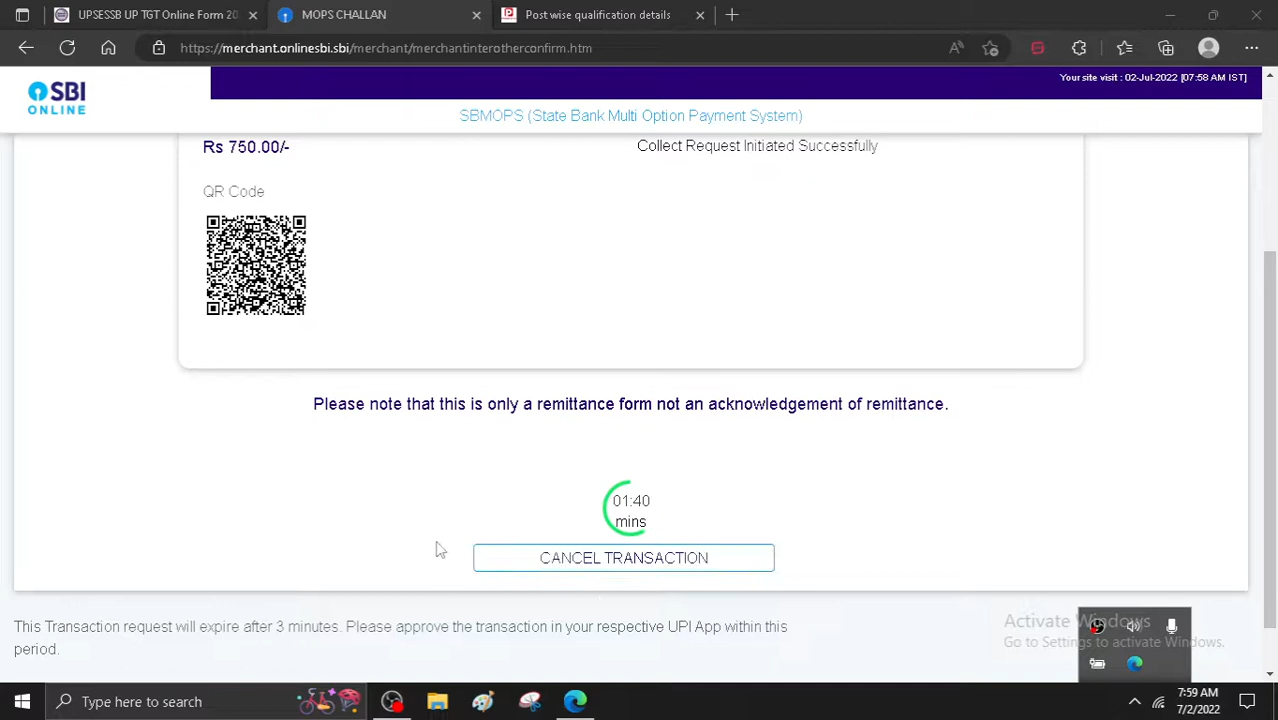 UPSESSB UP TGT Online Form 20
MOPS CHALLAN
Post wise qualification details
https://merchant.onlinesbi.sbi/merchant/merchantinterotherconfirm.htm
SBI
ONLINE
Your site visit : 02-Jul-2022 [07:58 AM IST]
SBMOPS (State Bank Multi Option Payment System)
Rs 750.00/-
Collect Request Initiated Successfully
QR Code
Please note that this is only a remittance form not an acknowledgement of remittance.
01:40
mins
CANCEL TRANSACTION
This Transaction request will expire after 3 minutes. Please approve the transaction in your respective UPI App within this
period.
Activate Windows
Go to Settings to activate Windows.
Type here to search
7:59 AM
7/2/2022